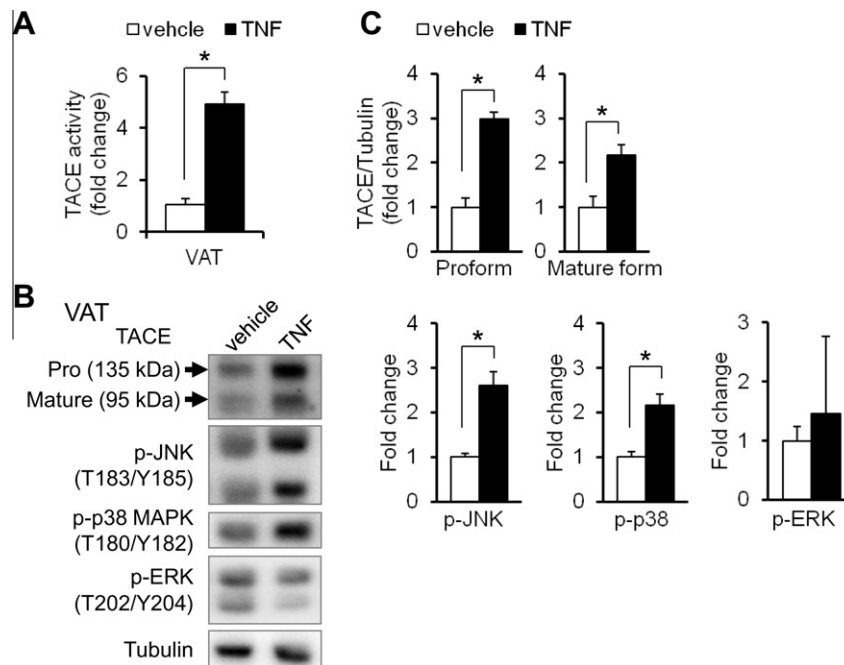 A
vehcle TNF
*
TACE activity
(fold change)
6
4
2
0
VAT
C
vehcle TNF
TACE/Tubulin
(fold change)
4
3
2
1
0
*
Proform
4
3
2
1
0
*
Mature form
B
VAT
TACE
vehicle TNF
Pro (135 kDa)
Mature (95 kDa)
p-JNK
(T183/Y185)
p-p38 MAPK
(T180/Y182)
p-ERK
(T202/Y204)
Tubulin
Fold change
4
3
2
1
0
*
p-JNK
Fold change
4
3
2
1
0
*
p-p38
Fold change
3
2
1
0
p-ERK